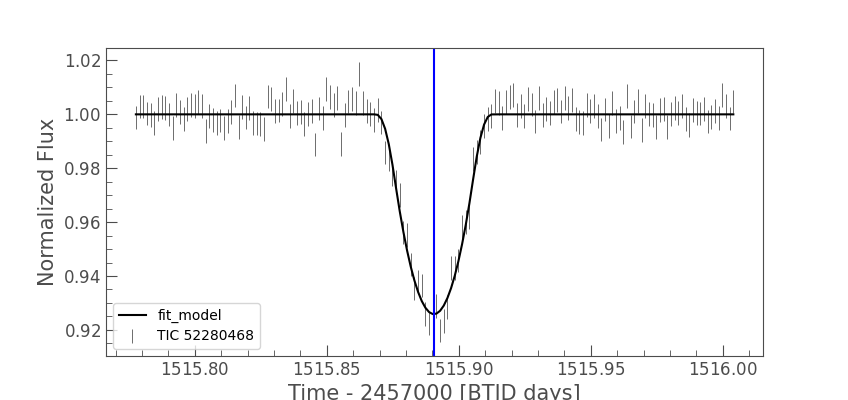 Normalized Flux
1.02
1.00
0.98
0.96
0.94
0.92
fit_model
TIC 52280468
1515.80 1515.85 1515.90 1515.95 1516.00
Time - 2457000 [BTJD days]